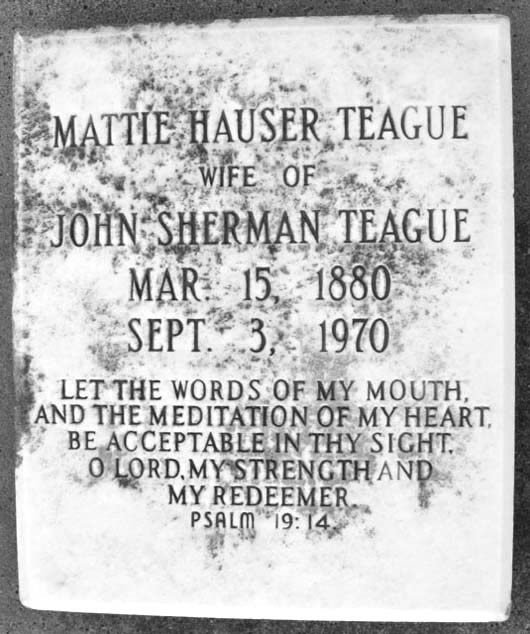 MATTIE HAUSER TEAGUE
WIFE OF
JOHN SHERMAN TEAGUE
MAR. 15, 1880
SEPT. 3, 1970
LET THE WORDS OF MY MOUTH,
AND THE MEDITATION OF MY HEART,
BE ACCEPTABLE IN THY SIGHT,
O LORD, MY STRENGTH AND
MY REDEEMER.
PSALM 19:14